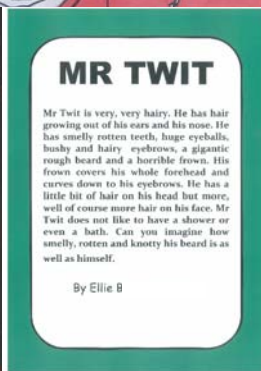 MR TWIT
Mr Twit is very, very hairy. He has hair
growing out of his ears and his nose. He
has smelly rotten teeth, huge eyeballs,
bushy and hairy eyebrows, a gigantic
rough beard and a horrible frown. His
frown covers his whole forehead and
curves down to his eyebrows. He has a
little bit of hair on his head but more,
well of course more hair on his face. Mr
Twit does not like to have a shower or
even a bath. Can you imagine how
smelly, rotten and knotty his beard is as
well as himself.
By Ellie B